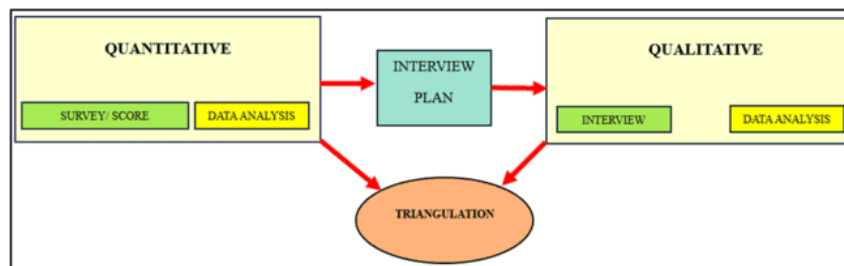 QUANTITATIVE
SURVEY/ SCORE
DATA ANALYSIS
INTERVIEW
PLAN
QUALITATIVE
INTERVIEW
DATA ANALYSIS
TRIANGULATION